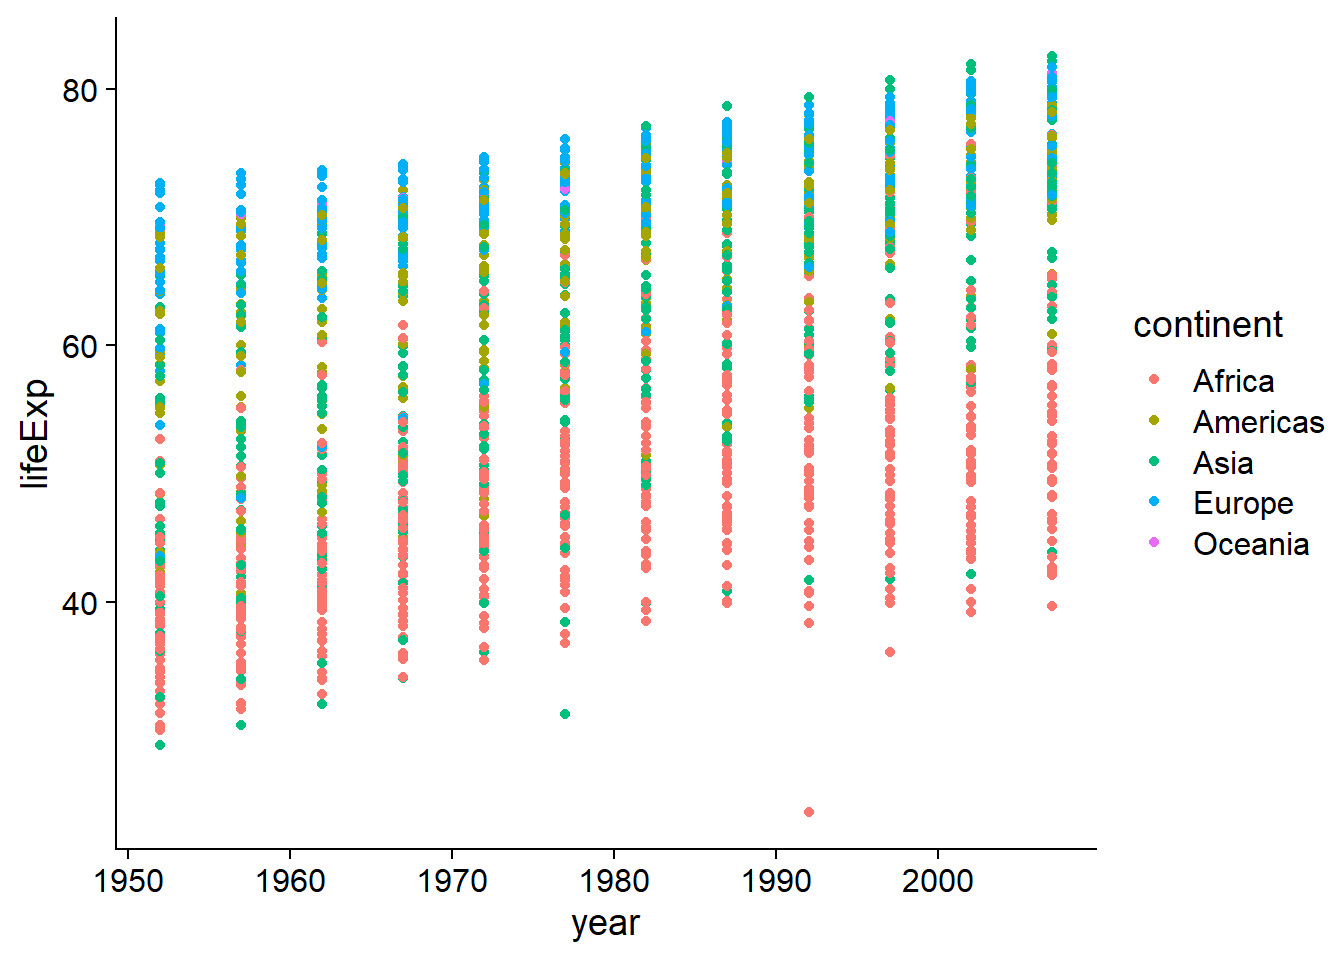 80
60
40
lifeExp
1950 1960 1970 1980 1990 2000
year
continent
Africa
Americas
Asia
Europe
Oceania